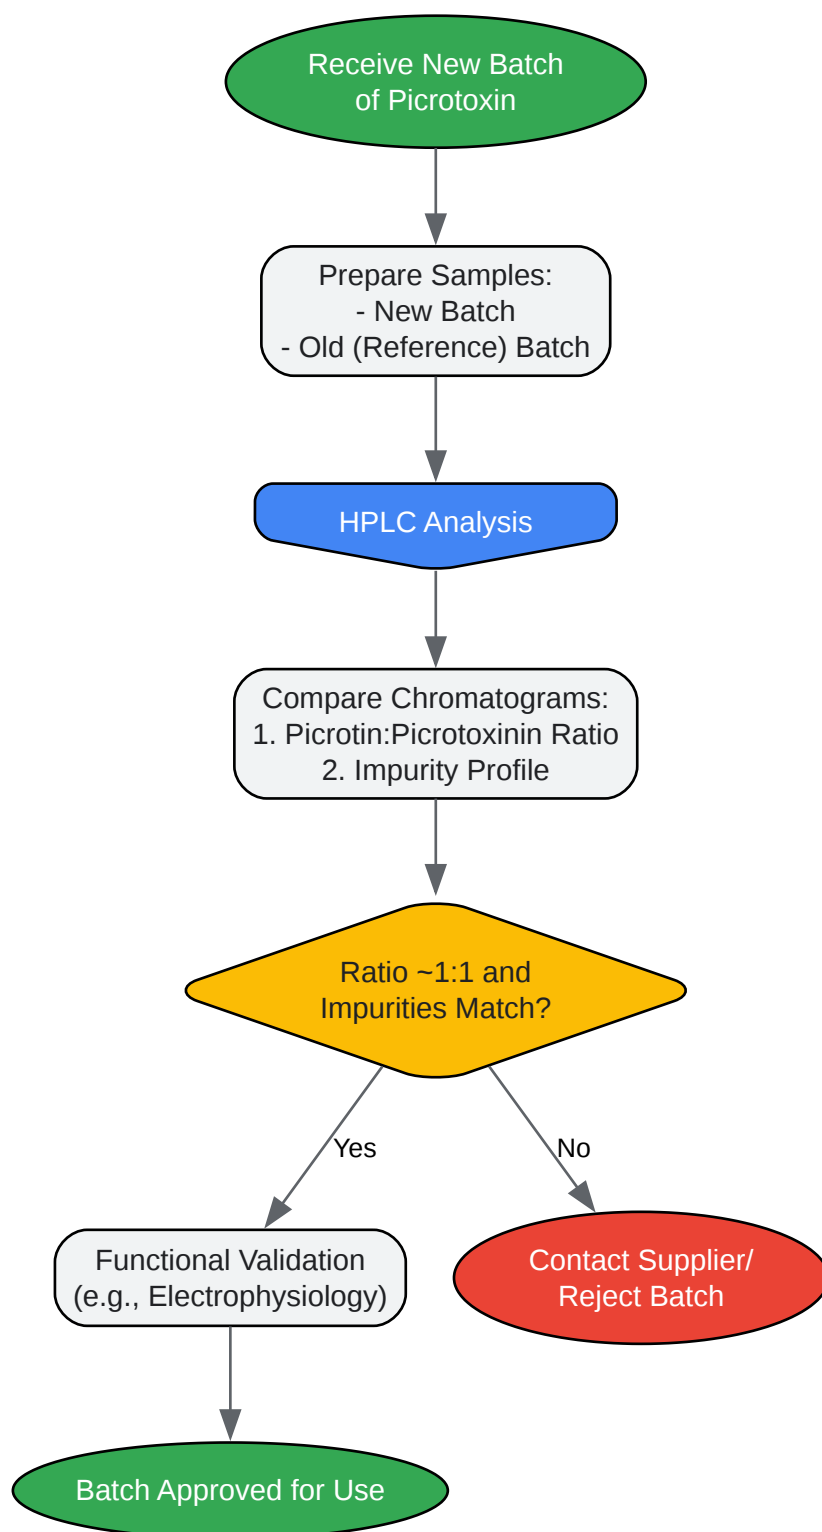 Receive New Batch
of Picrotoxin
Prepare Samples:
- New Batch
- Old (Reference) Batch
HPLC Analysis
Compare Chromatograms:
1. Picrotin:Picrotoxinin Ratio
2. Impurity Profile
Ratio ~1:1 and
Impurities Match?
Yes
No
Functional Validation
(e.g., Electrophysiology)
Contact Supplier/
Reject Batch
Batch Approved for Use